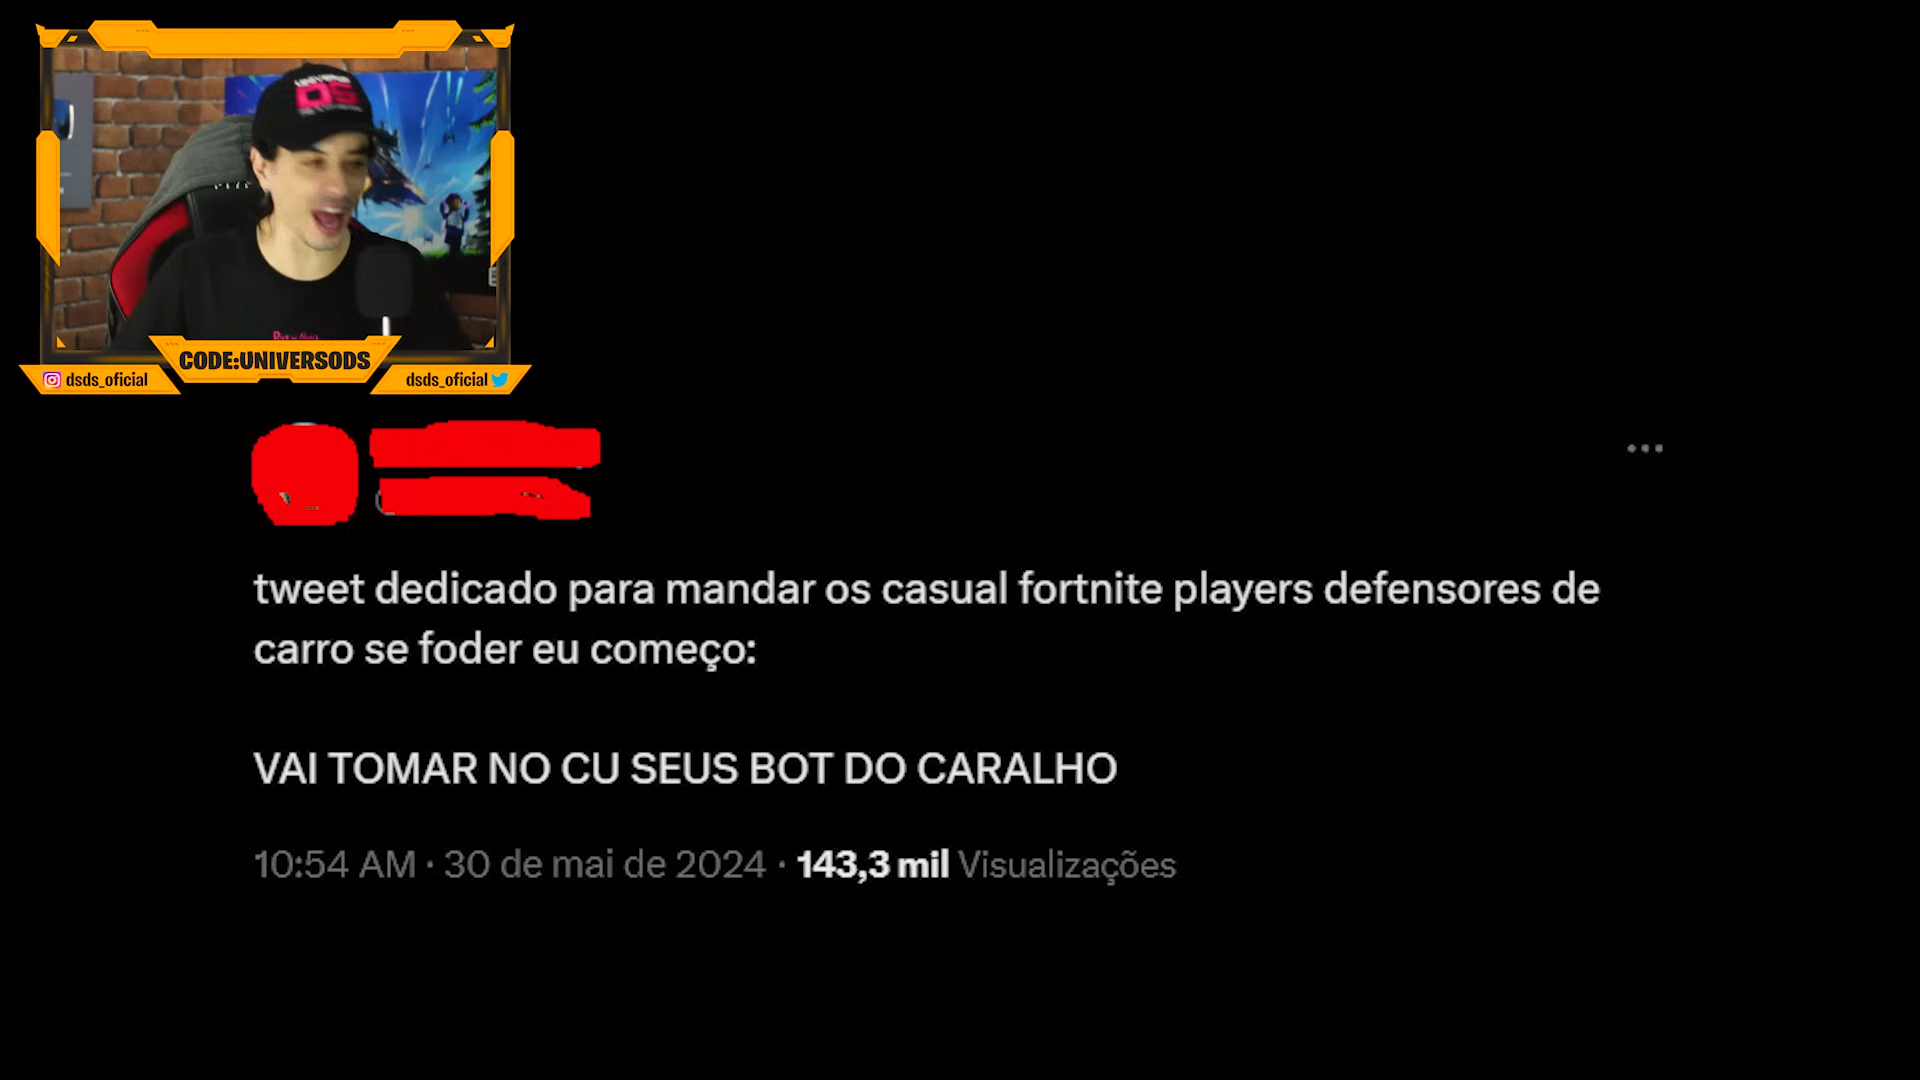 UNIVERSO
DS
CODE:UNIVERSODS
dsds_oficial
dsds_oficial
tweet dedicado para mandar os casual fortnite players defensores de
carro se foder eu começo:
VAI TOMAR NO CU SEUS BOT DO CARALHO
10:54 AM · 30 de mai de 2024 · 143,3 mil Visualizações